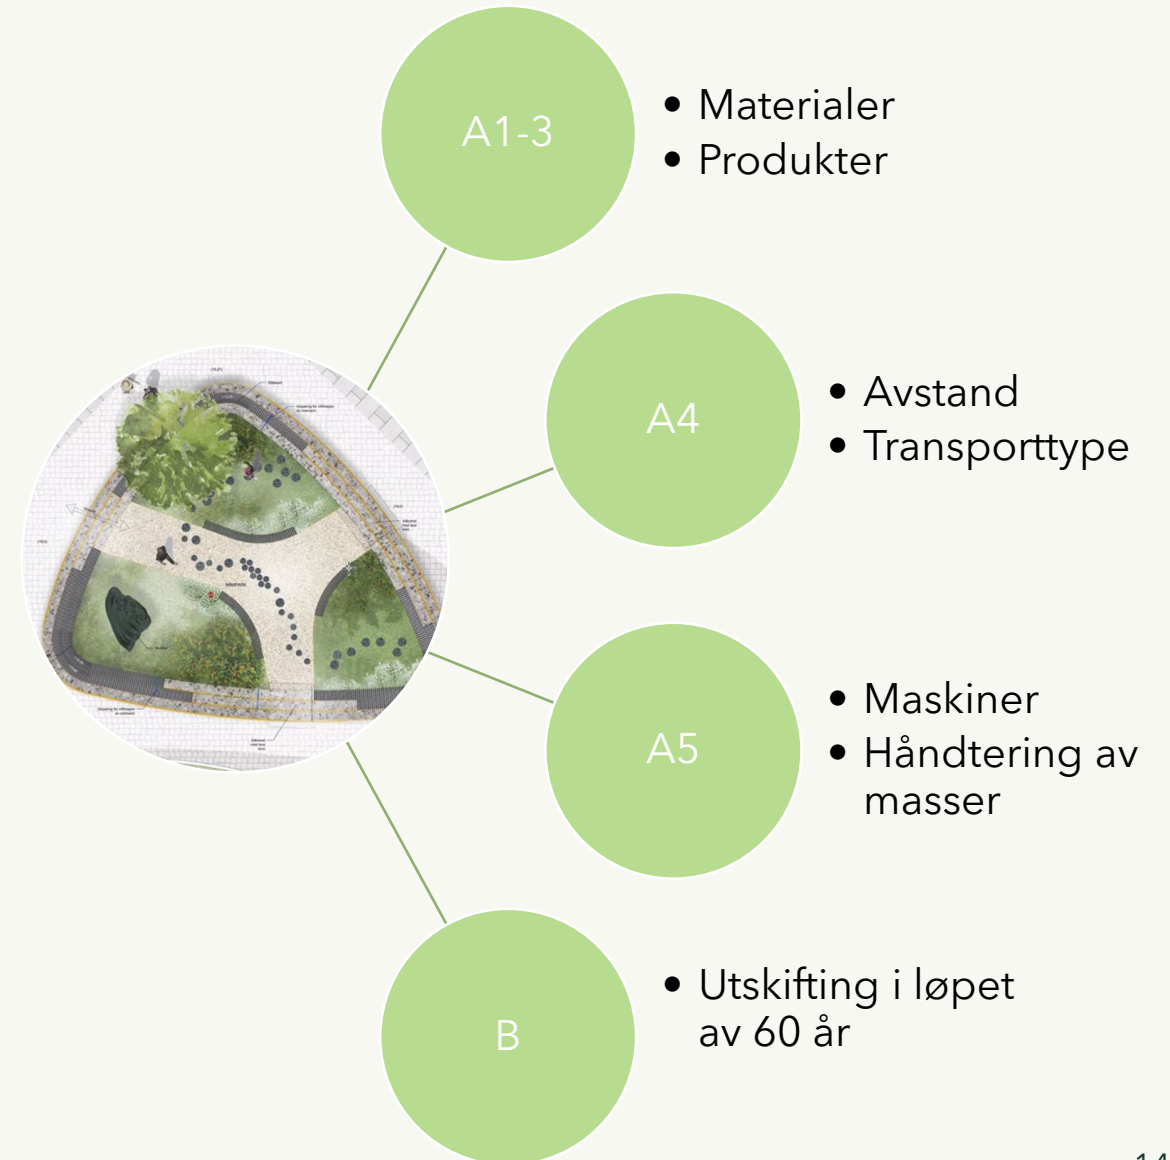 A1-3
• Materialer
• Produkter
A4
• Avstand
• Transporttype
A5
• Maskiner
• Håndtering av
masser
B
• Utskifting i løpet
av 60 år